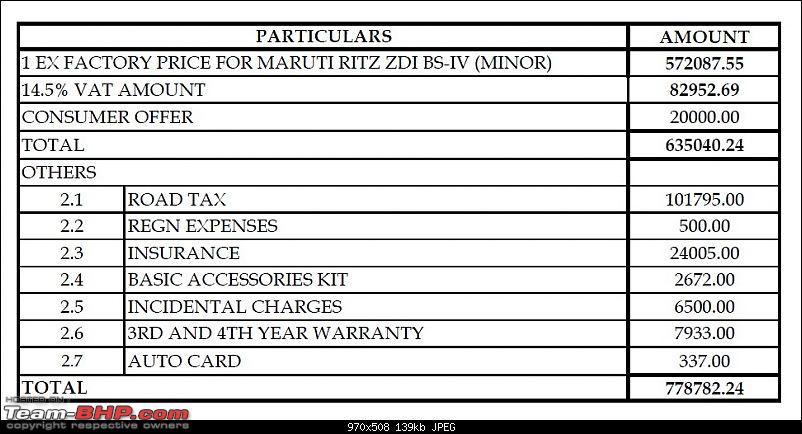 PARTICULARS AMOUNT
1 EX FACTORY PRICE FOR MARUTI RITZ ZDI BS-IV (MINOR) 572087.55
14.5% VAT AMOUNT 82952.69
CONSUMER OFFER 20000.00
TOTAL 635040.24
OTHERS
2.1 ROAD TAX 101795.00
2.2 REGN EXPENSES 500.00
2.3 INSURANCE 24005.00
2.4 BASIC ACCESSORIES KIT 2672.00
2.5 INCIDENTAL CHARGES 6500.00
2.6 3RD AND 4TH YEAR WARRANTY 7933.00
2.7 AUTO CARD 337.00
TOTAL 778782.24
HOSTED ON
Team-BHP.com
copyright respective owners
970x508 139kb JPEG